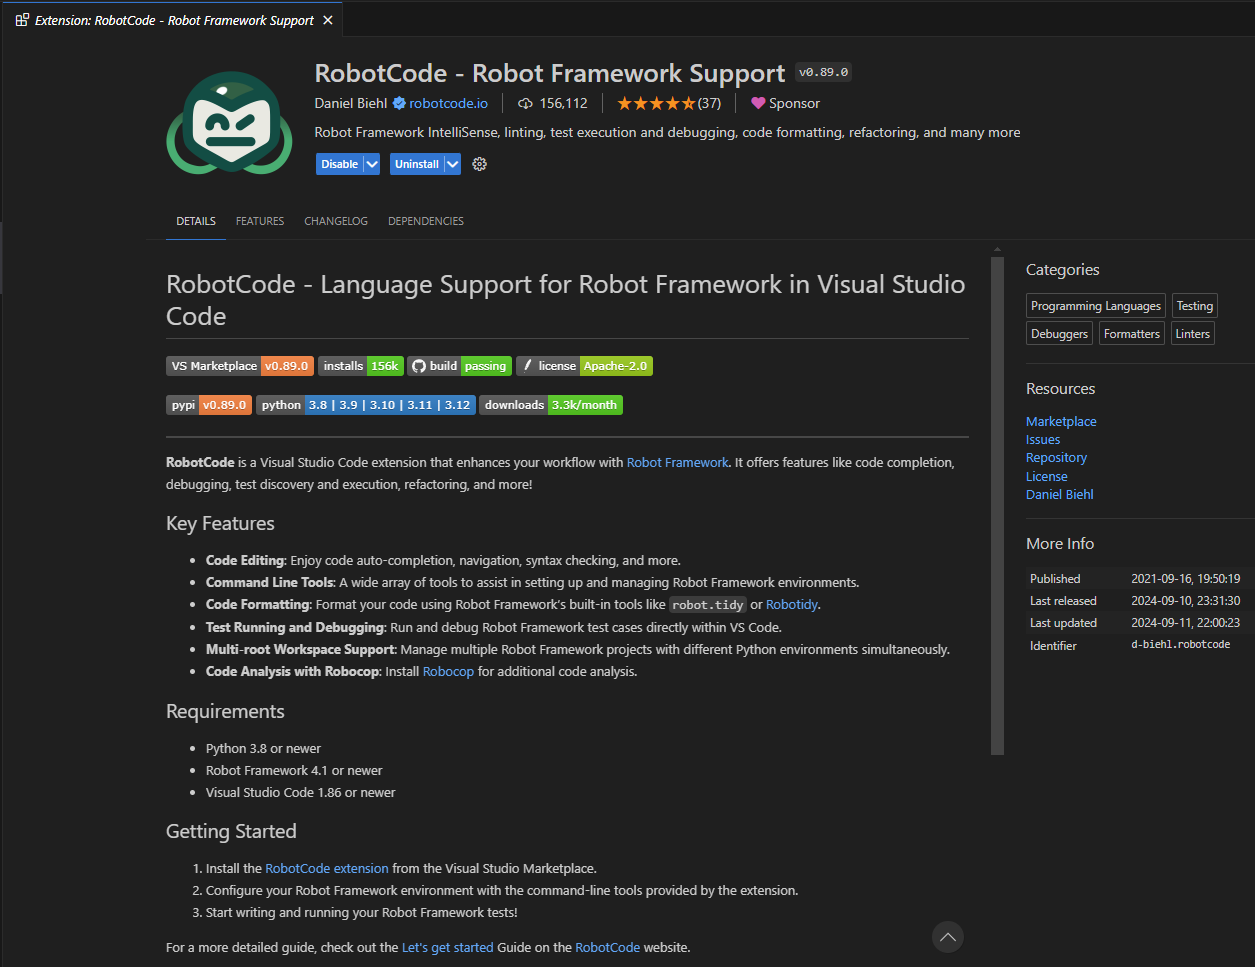 Extension: RobotCode - Robot Framework Support
RobotCode - Robot Framework Support v0.89.0
Daniel Biehl robotcode.io 156,112 (37) Sponsor
Robot Framework IntelliSense, linting, test execution and debugging, code formatting, refactoring, and many more
Disable Uninstall
DETAILS FEATURES CHANGELOG DEPENDENCIES
RobotCode - Language Support for Robot Framework in Visual Studio
Code
VS Marketplace v0.89.0 installs 156k build passing license Apache-2.0
pypi v0.89.0 python 3.8 | 3.9 | 3.10 | 3.11 | 3.12 downloads 3.3k/month
RobotCode is a Visual Studio Code extension that enhances your workflow with Robot Framework. It offers features like code completion,
debugging, test discovery and execution, refactoring, and more!
Key Features
• Code Editing: Enjoy code auto-completion, navigation, syntax checking, and more.
• Command Line Tools: A wide array of tools to assist in setting up and managing Robot Framework environments.
• Code Formatting: Format your code using Robot Framework's built-in tools like robot.tidy or Robotidy.
• Test Running and Debugging: Run and debug Robot Framework test cases directly within VS Code.
• Multi-root Workspace Support: Manage multiple Robot Framework projects with different Python environments simultaneously.
• Code Analysis with Robocop: Install Robocop for additional code analysis.
Requirements
• Python 3.8 or newer
• Robot Framework 4.1 or newer
• Visual Studio Code 1.86 or newer
Getting Started
1. Install the RobotCode extension from the Visual Studio Marketplace.
2. Configure your Robot Framework environment with the command-line tools provided by the extension.
3. Start writing and running your Robot Framework tests!
For a more detailed guide, check out the Let's get started Guide on the RobotCode website.
Categories
Programming Languages Testing
Debuggers Formatters Linters
Resources
Marketplace
Issues
Repository
License
Daniel Biehl
More Info
Published 2021-09-16, 19:50:19
Last released 2024-09-10, 23:31:30
Last updated 2024-09-11, 22:00:23
Identifier d-biehl.robotcode